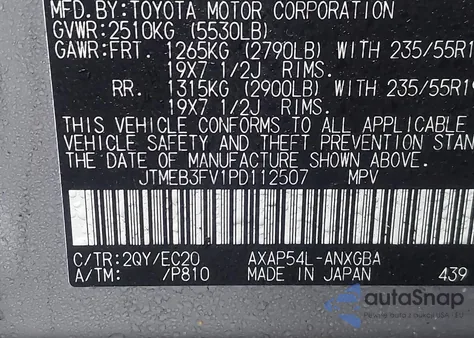 MFD.BY:TOYOTA MOTOR CORPORATION
GVWR:2510KG (5530LB)
GAWR:FRT. 1265KG (2790LB) WITH 235/55R1
19X7 1/2J RIMS.
RR. 1315KG (2900LB) WITH 235/55R19
19X7 1/2J RIMS.
THIS VEHICLE CONFORMS TO ALL APPLICABLE
VEHICLE SAFETY AND THEFT PREVENTION STAN
THE DATE OF MANUFACTURE SHOWN ABOVE.
JTMEB3FV1PD112507 MPV
C/TR:2QY/EC20 AXAP54L-ANXGBA
A/TM: /P810 MADE IN JAPAN 439
autoSnap